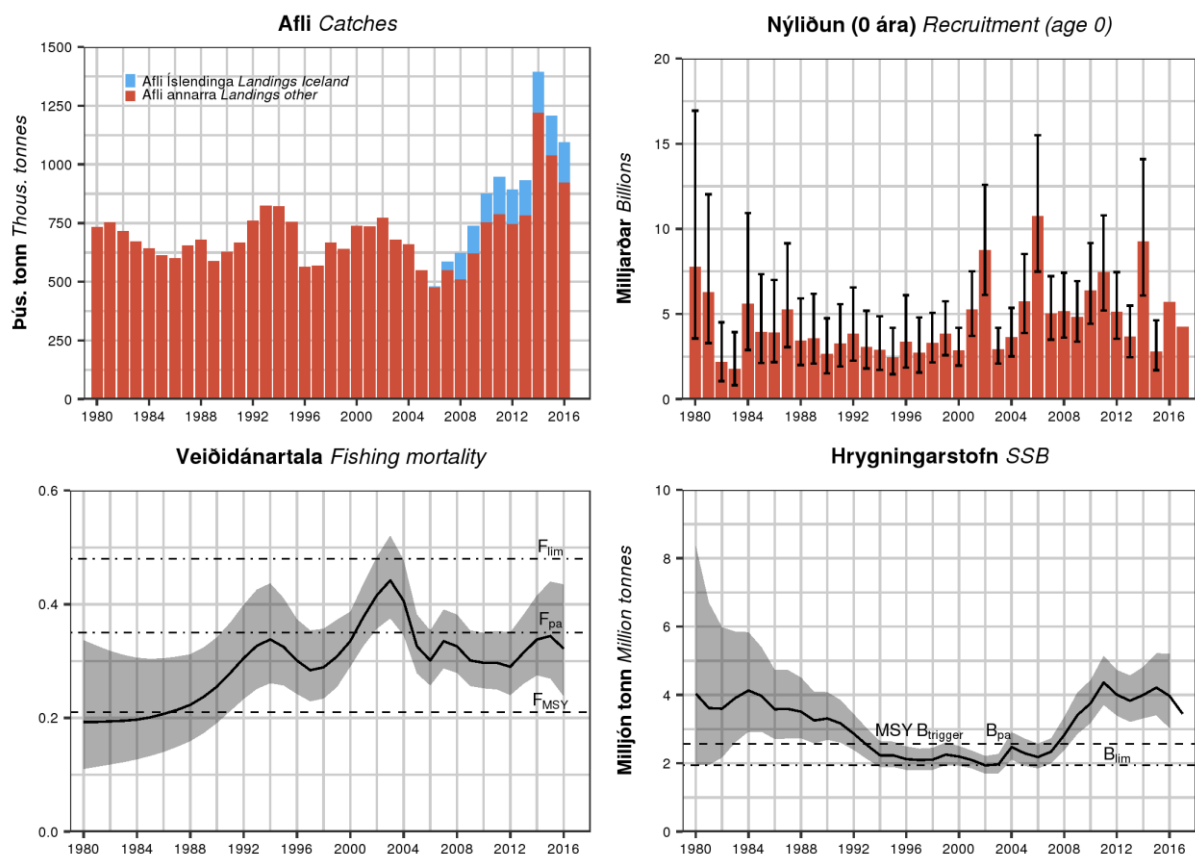 Afli Catches
Þús. tonn Thous. tonnes
1500
1250
1000
750
500
250
0
Afli Íslendinga Landings Iceland
Afli annarra Landings other
1980 1984 1988 1992 1996 2000 2004 2008 2012 2016
Nýliðun (0 ára) Recruitment (age 0)
Milljarðar Billions
20
15
10
5
0
1980 1984 1988 1992 1996 2000 2004 2008 2012 2016
Veiðidánartala Fishing mortality
0.6
0.4
0.2
0.0
Flim
Fpa
FMSY
1980 1984 1988 1992 1996 2000 2004 2008 2012 2016
Hrygningarstofn SSB
Milljón tonn Million tonnes
10
8
6
4
2
0
MSY Btrigger Bpa
Blim
1980 1984 1988 1992 1996 2000 2004 2008 2012 2016